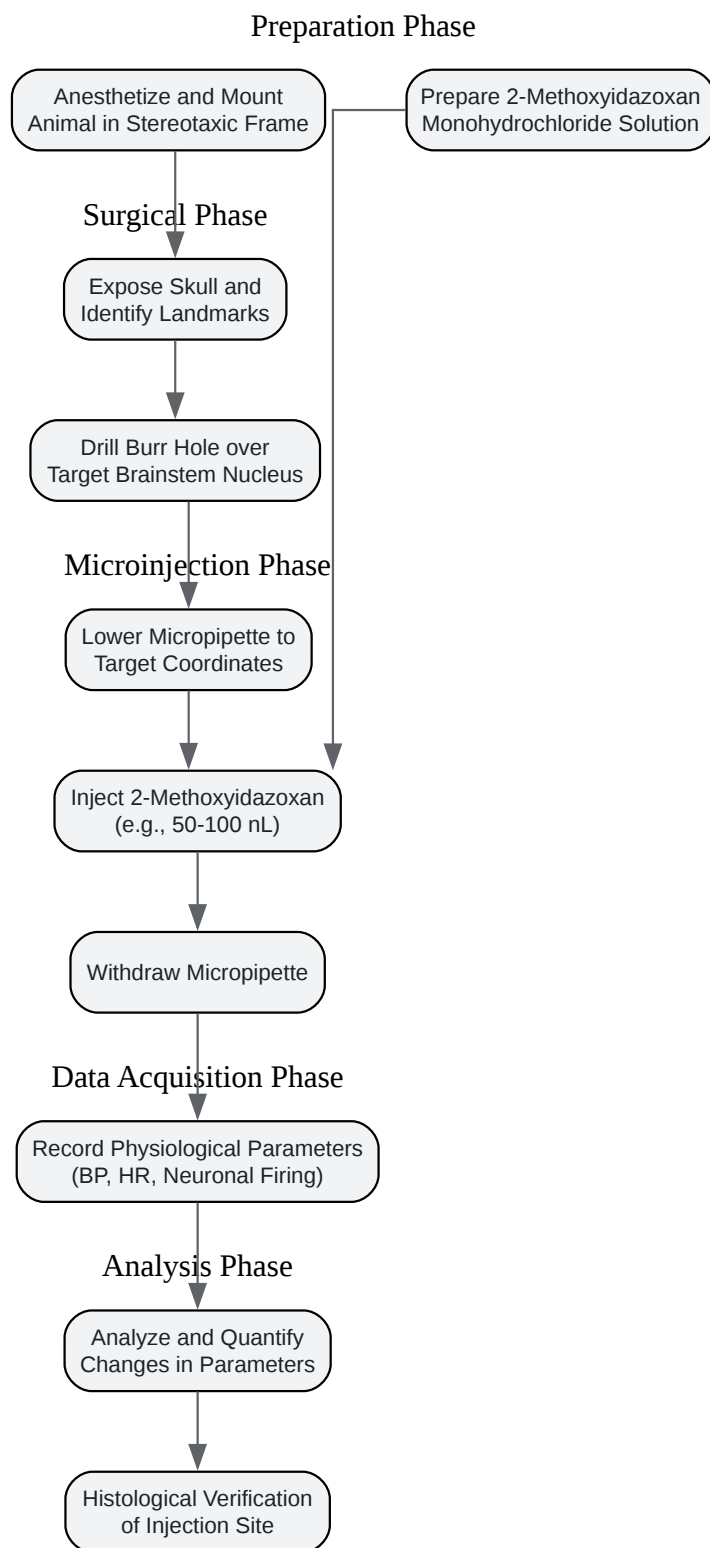 Preparation Phase
Anesthetize and Mount
Animal in Stereotaxic Frame
Prepare 2-Methoxyidazoxan
Monohydrochloride Solution
Surgical Phase
Expose Skull and
Identify Landmarks
Drill Burr Hole over
Target Brainstem Nucleus
Microinjection Phase
Lower Micropipette to
Target Coordinates
Inject 2-Methoxyidazoxan
(e.g., 50-100 nL)
Withdraw Micropipette
Data Acquisition Phase
Record Physiological Parameters
(BP, HR, Neuronal Firing)
Analysis Phase
Analyze and Quantify
Changes in Parameters
Histological Verification
of Injection Site